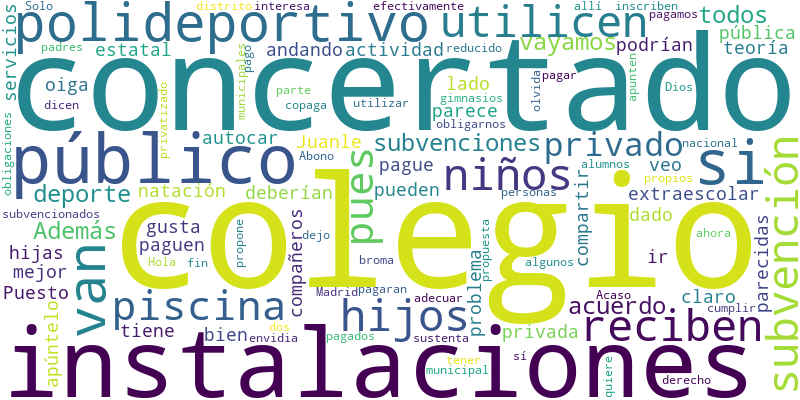 Solo
distrito
interesa
efectivamente
allí
inscriben
polideportivo
utilicen
pagamos
todos
servicios
padres
estatal
andando
actividad
reducido
vayamos
podrían
pública
teoría
concertado
oiga
dicen
municipales
pago
privatizado
copaga
parte
utilizar
lado
parece
gimnasios
obligarnos
olvida
pagar
apunten
Dios
obligaciones
público
autocar
Juanle
Abono
subvenciones
privado
nacional
si
pues
niños
pague
pueden
personas
alumnos
veo
propios
deporte
natación
deberían
extraescolar
subvencionados
Además
gusta
paguen
propone
compañeros
dejo
colegio
compartir
dado
ahora
parecidas
subvención
hijas
mejor
Hola
fin
broma
algunos
propuesta
problema
ir
Puesto
van
piscina
Madrid
pagaran
adecuar
hijos
acuerdo
Acaso
claro
cumplir
apúntelo
tiene
bien
envidia
dos
pagados
sustenta
privada
reciben
instalaciones
sí
tener
municipal
quiere
derecho